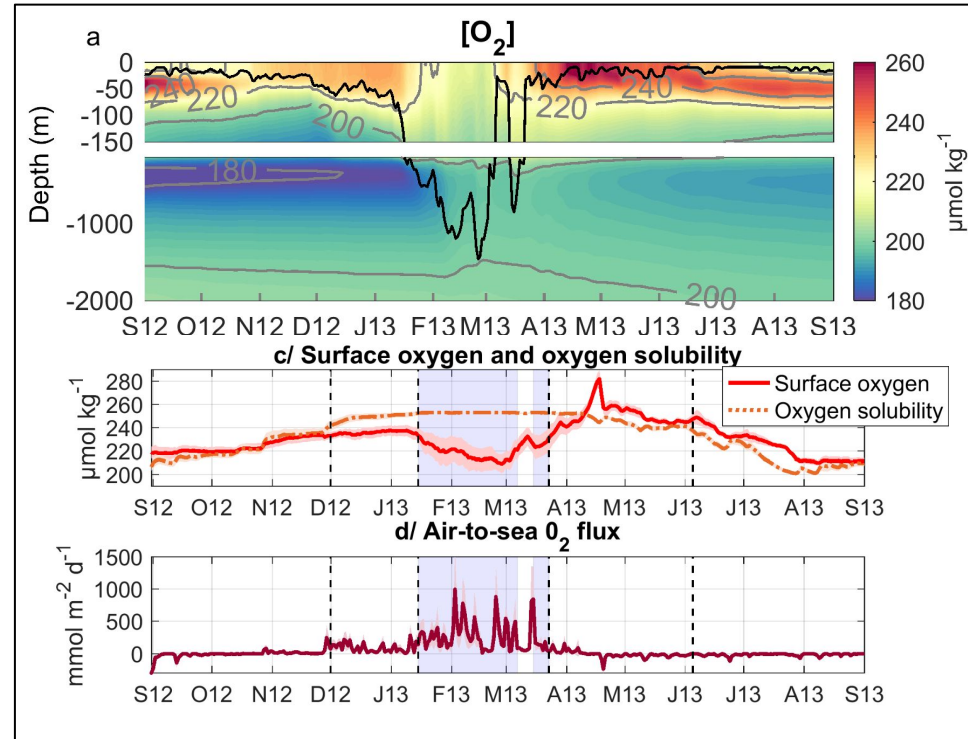 a
[O₂]
Depth (m)
0
-50
-100
-150
-1000
-2000
240
220
200
240
220
180
200
S12 O12 N12 D12 J13 F13 M13 A13 M13 J13 J13 A13 S13
260
240
220
200
180
μmol kg⁻¹
c/ Surface oxygen and oxygen solubility
μmol kg⁻¹
280
260
240
220
200
Surface oxygen
Oxygen solubility
S12 O12 N12 D12 J13 F13 M13 A13 M13 J13 J13 A13 S13
d/ Air-to-sea 0₂ flux
mmol m⁻² d⁻¹
1500
1000
500
0
S12 O12 N12 D12 J13 F13 M13 A13 M13 J13 J13 A13 S13